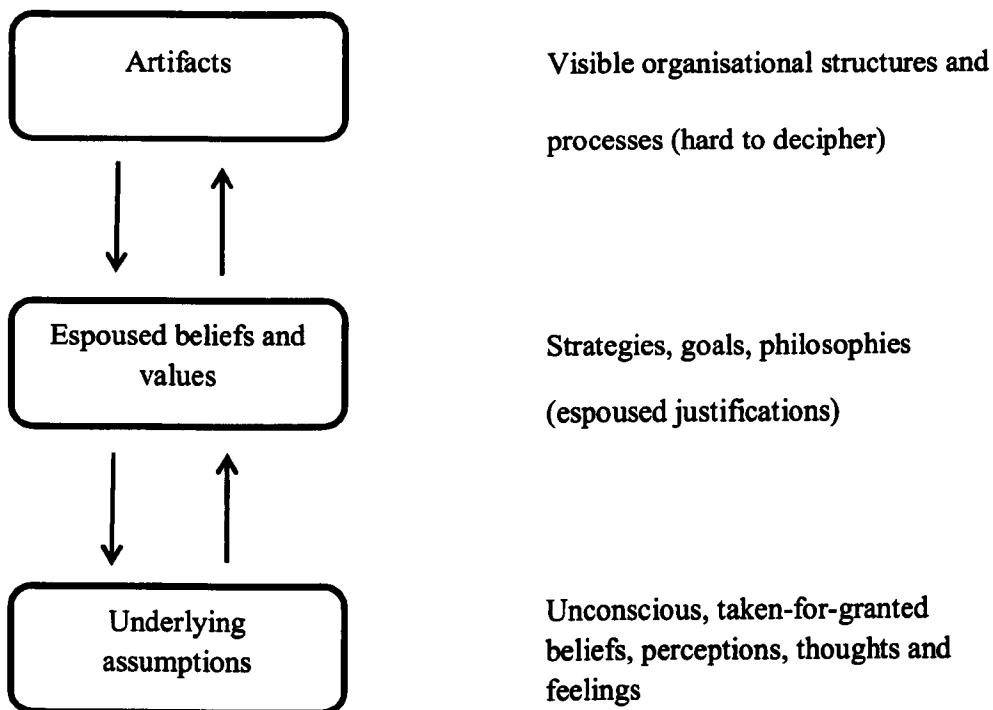 Artifacts
Visible organisational structures and
processes (hard to decipher)
Espoused beliefs and
values
Strategies, goals, philosophies
(espoused justifications)
Underlying
assumptions
Unconscious, taken-for-granted
beliefs, perceptions, thoughts and
feelings